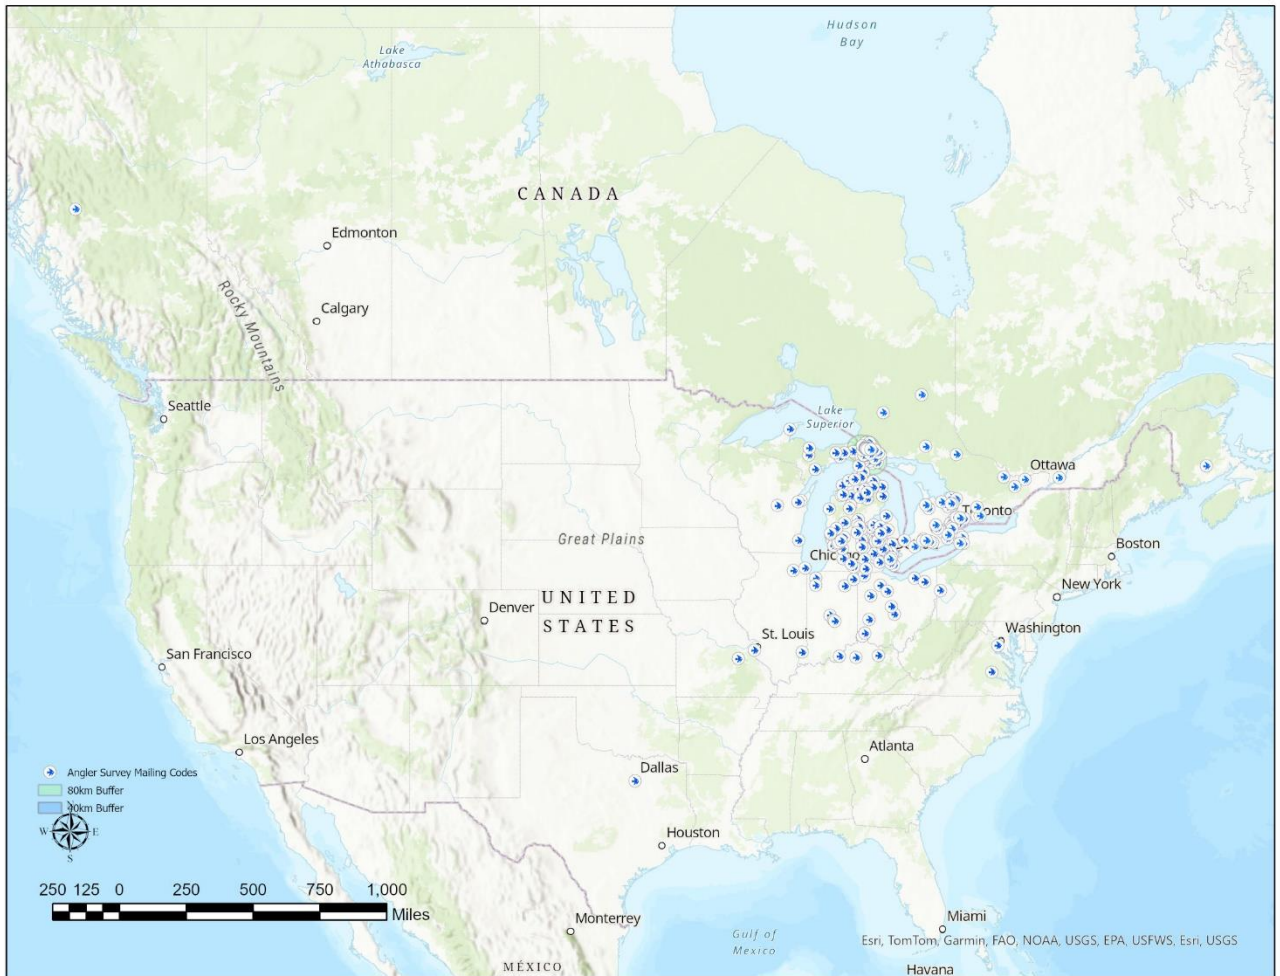 Hudson
Bay
Lake
Athabasca
CANADA
Edmonton
Rocky Mountains
Calgary
Seattle
Lake
Superior
Ottawa
Toronto
Great Plains
Boston
Chicago
New York
UNITED
STATES
Denver
Washington
St. Louis
San Francisco
Los Angeles
Atlanta
Dallas
Angler Survey Mailing Codes
80km Buffer
40km Buffer
N
W E
S
Houston
250 125 0 250 500 750 1,000
Miles
Monterrey
Miami
Gulf of
Mexico
Esri, TomTom, Garmin, FAO, NOAA, USGS, EPA, USFWS, Esri, USGS
MÉXICO
Havana